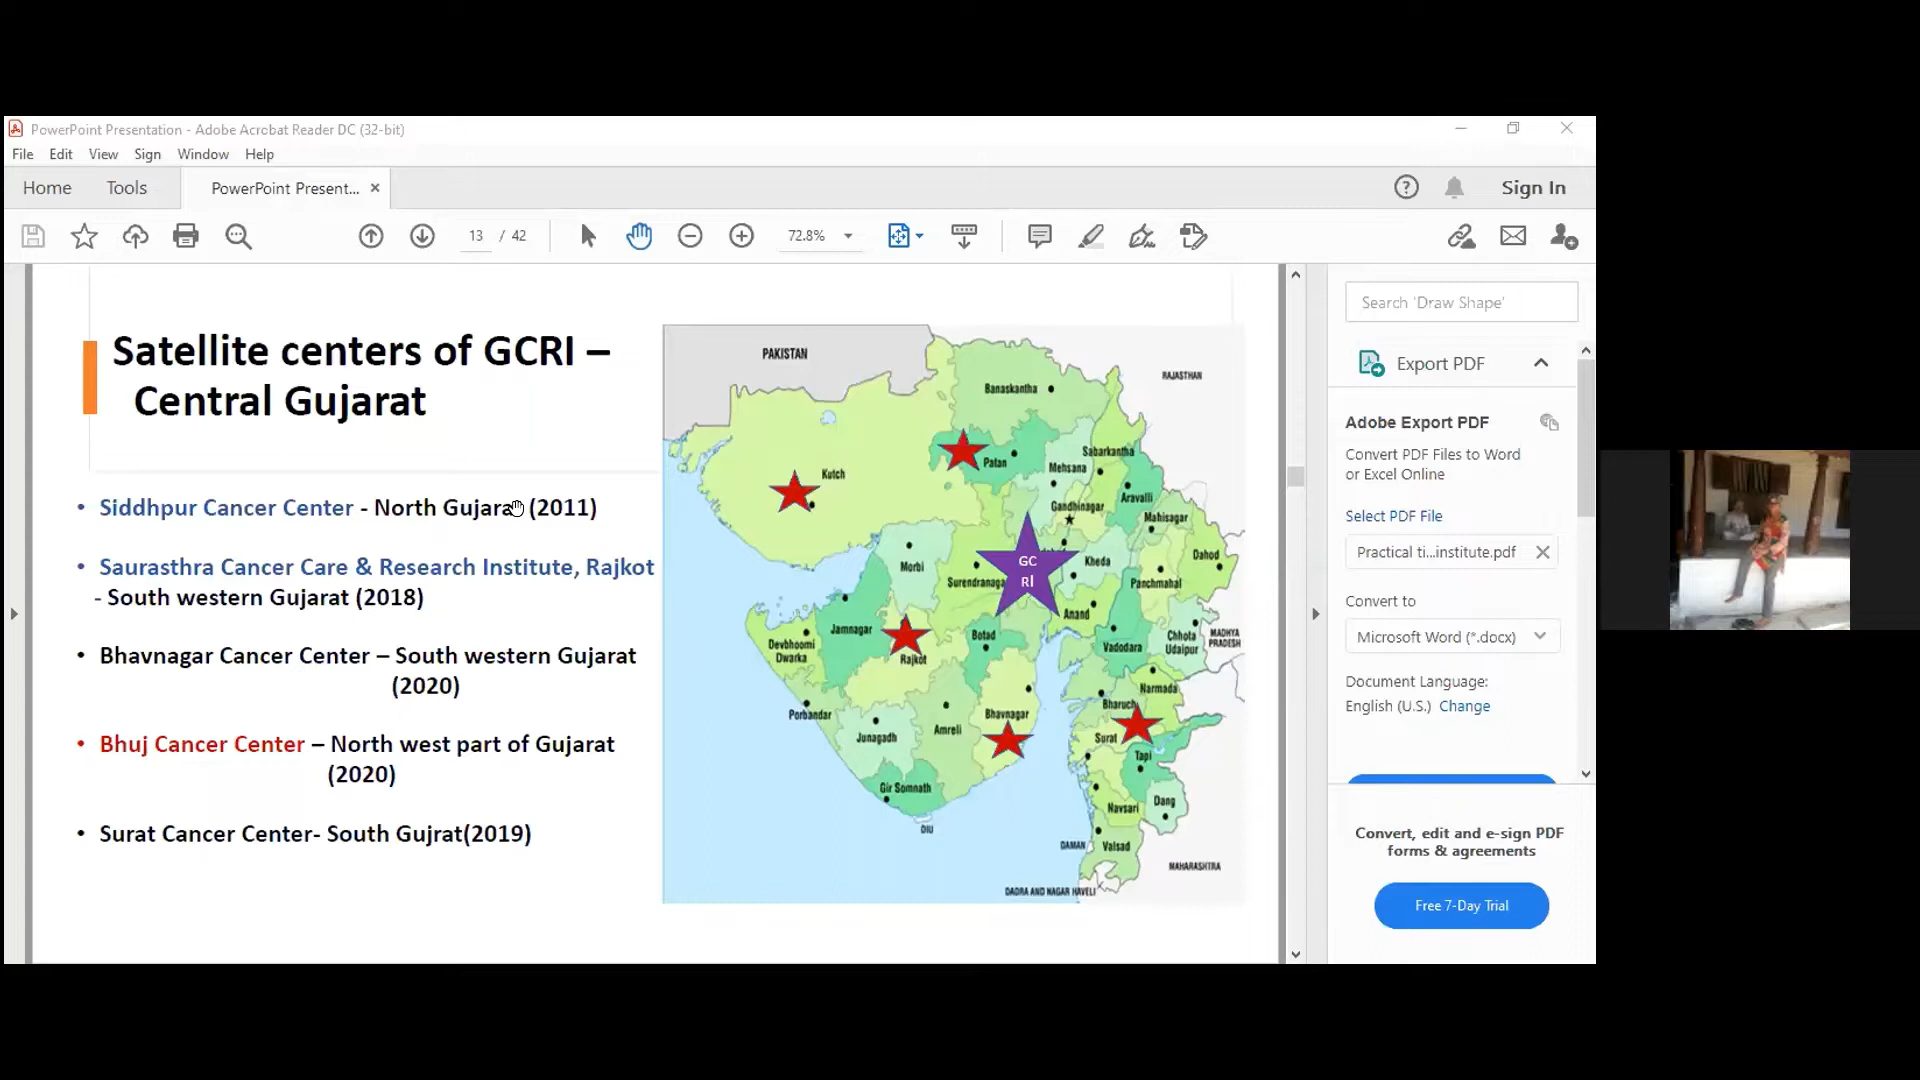 PowerPoint Presentation - Adobe Acrobat Reader DC (32-bit)
File Edit View Sign Window Help
Home Tools PowerPoint Present... Sign In
13 / 42 72.8%
Satellite centers of GCRI –
Central Gujarat
• Siddhpur Cancer Center - North Gujarat (2011)
• Saurasthra Cancer Care & Research Institute, Rajkot
- South western Gujarat (2018)
• Bhavnagar Cancer Center – South western Gujarat
(2020)
• Bhuj Cancer Center – North west part of Gujarat
(2020)
• Surat Cancer Center- South Gujrat(2019)
PAKISTAN
RAJASTHAN
Banaskantha
Patan
Sabarkantha
Mehsana
Kutch
Aravalli
Gandhinagar
Mahisagar
GC
RI
Dahod
Kheda
Morbi
Surendranaga
Panchmahal
Anand
Jamnagar
Botad
Chhota
Udaipur
MADHYA
PRADESH
Devbhoomi
Dwarka
Rajkot
Vadodara
Narmada
Bharuch
Porbandar
Bhavnagar
Amreli
Junagadh
Surat
Tapi
Gir Somnath
Dang
Navsari
DIU
DAMAN
Valsad
MAHARASHTRA
DADRA AND NAGAR HAVELI
Search 'Draw Shape'
Export PDF
Adobe Export PDF
Convert PDF Files to Word
or Excel Online
Select PDF File
Practical ti...institute.pdf
Convert to
Microsoft Word (*.docx)
Document Language:
English (U.S.) Change
Convert, edit and e-sign PDF
forms & agreements
Free 7-Day Trial